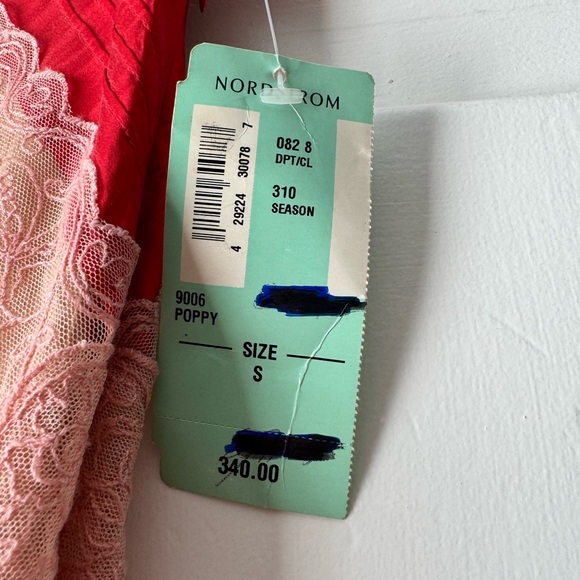 NORDSTROM
4 29224 30078 7
082 8
DPT/CL
310
SEASON
9006
POPPY
SIZE
S
340.00